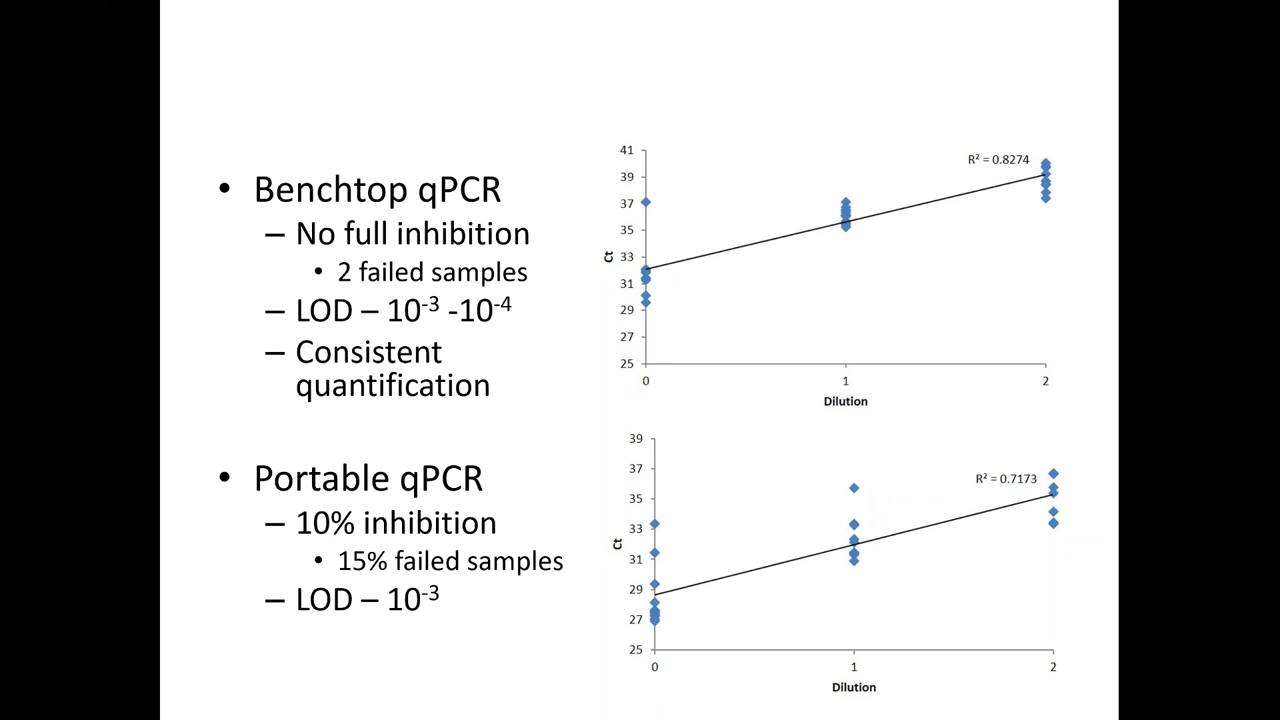 • Benchtop qPCR
– No full inhibition
• 2 failed samples
– LOD – 10⁻³ -10⁻⁴
– Consistent
quantification
• Portable qPCR
– 10% inhibition
• 15% failed samples
– LOD – 10⁻³
R² = 0.8274
41
39
37
35
33
31
29
27
25
Ct
0 1 2
Dilution
R² = 0.7173
39
37
35
33
31
29
27
25
Ct
0 1 2
Dilution